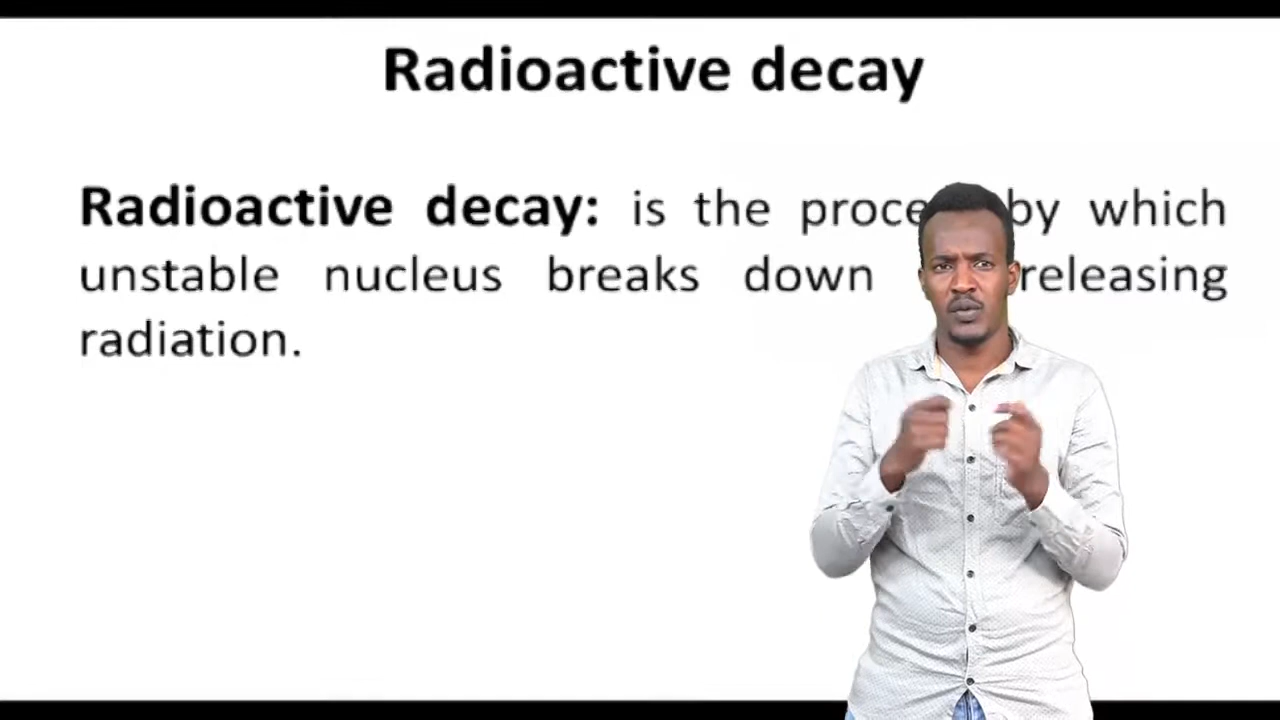 Radioactive decay
Radioactive decay: is the by which
unstable nucleus breaks down releasing
radiation.